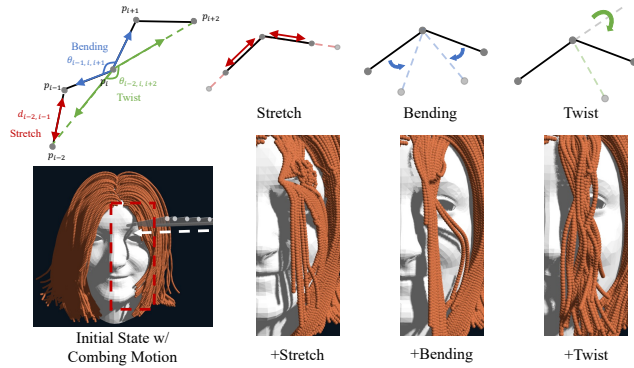 p_{i+1}
p_{i+2}
Bending
θ_{i−1,i,i+1}
p_{i−1}
p_i
θ_{i−2,i,i+2}
Twist
d_{i−2,i−1}
Stretch
p_{i−2}
Stretch
Bending
Twist
Initial State w/
Combing Motion
+Stretch
+Bending
+Twist